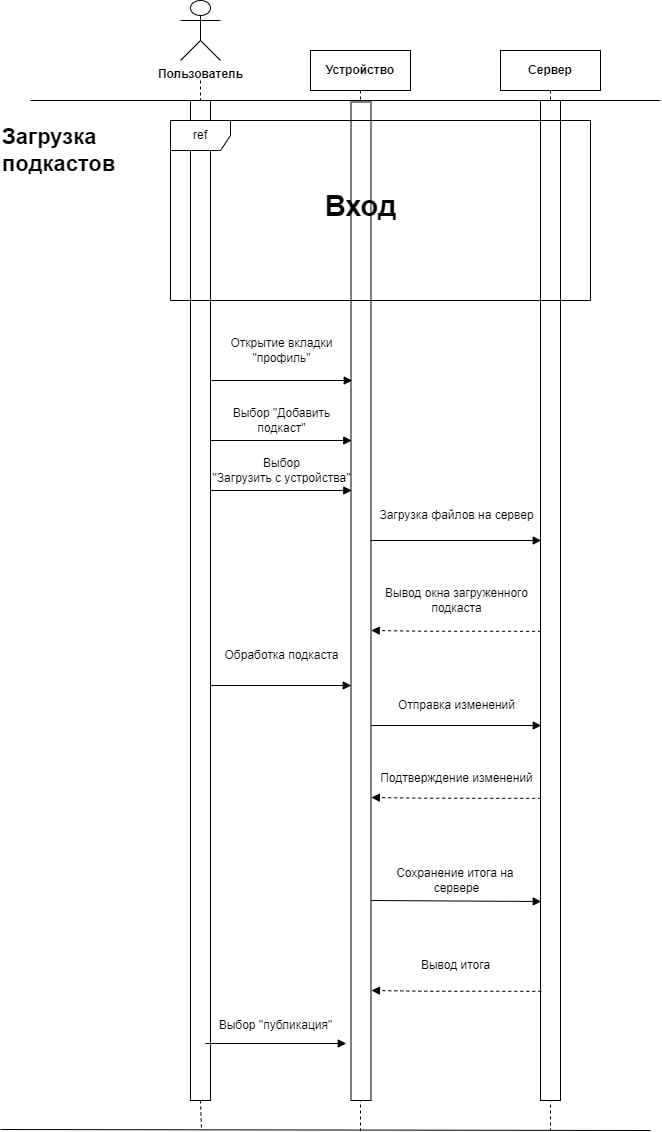 Пользователь
Устройство
Сервер
Загрузка
подкастов
ref
Вход
Открытие вкладки
"профиль"
Выбор "Добавить
подкаст"
Выбор
"Загрузить с устройства"
Загрузка файлов на сервер
Вывод окна загруженного
подкаста
Обработка подкаста
Отправка изменений
Подтверждение изменений
Сохранение итога на
сервере
Вывод итога
Выбор "публикация"